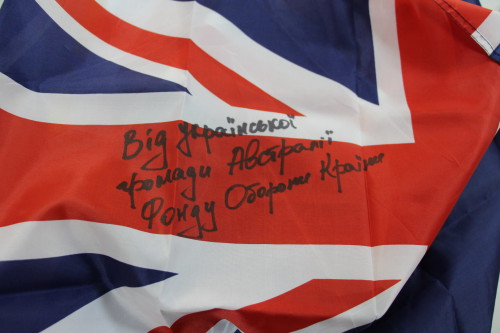 Від Української
громади Австралії
Фонду Оборони Країни